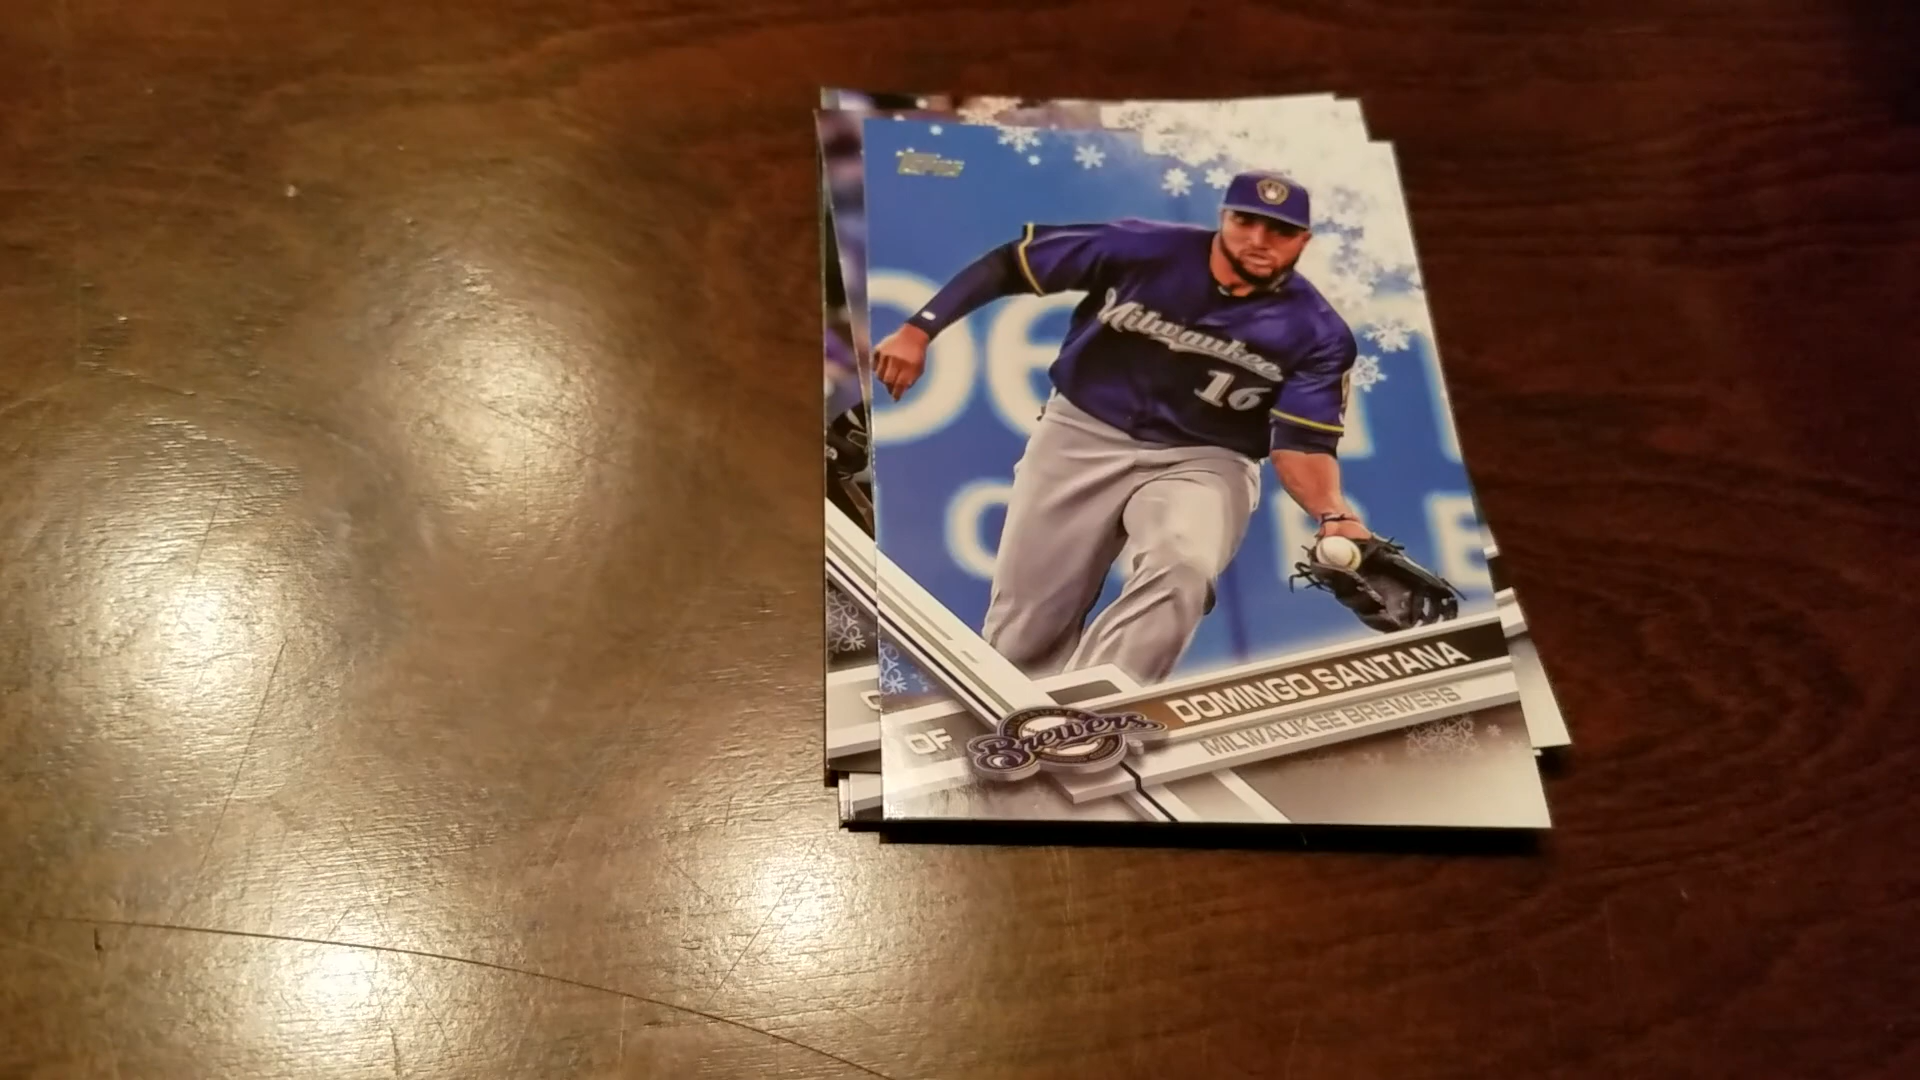 Topps
Milwaukee
16
DOMINGO SANTANA
MILWAUKEE BREWERS
OF
Brewers